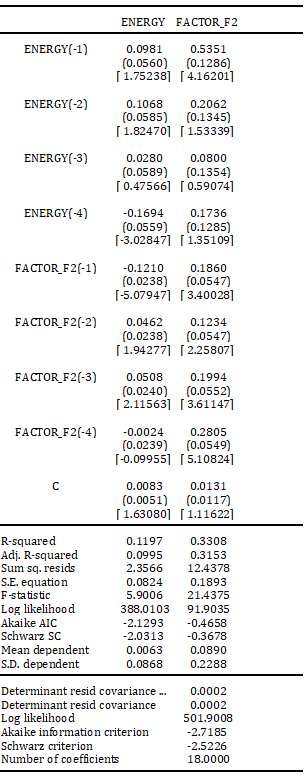 ENERGY FACTOR_F2
ENERGY(-1) 0.0981 0.5351
(0.0560) (0.1286)
[ 1.75238] [ 4.16201]
ENERGY(-2) 0.1068 0.2062
(0.0585) (0.1345)
[ 1.82470] [ 1.53339]
ENERGY(-3) 0.0280 0.0800
(0.0589) (0.1354)
[ 0.47566] [ 0.59074]
ENERGY(-4) -0.1694 0.1736
(0.0559) (0.1285)
[-3.02847] [ 1.35109]
FACTOR_F2(-1) -0.1210 0.1860
(0.0238) (0.0547)
[-5.07947] [ 3.40028]
FACTOR_F2(-2) 0.0462 0.1234
(0.0238) (0.0547)
[ 1.94277] [ 2.25807]
FACTOR_F2(-3) 0.0508 0.1994
(0.0240) (0.0552)
[ 2.11563] [ 3.61147]
FACTOR_F2(-4) -0.0024 0.2805
(0.0239) (0.0549)
[-0.09955] [ 5.10824]
C 0.0083 0.0131
(0.0051) (0.0117)
[ 1.63080] [ 1.11622]
R-squared 0.1197 0.3308
Adj. R-squared 0.0995 0.3153
Sum sq. resids 2.3566 12.4378
S.E. equation 0.0824 0.1893
F-statistic 5.9006 21.4375
Log likelihood 388.0103 91.9035
Akaike AIC -2.1293 -0.4658
Schwarz SC -2.0313 -0.3678
Mean dependent 0.0063 0.0890
S.D. dependent 0.0868 0.2288
Determinant resid covariance ... 0.0002
Determinant resid covariance 0.0002
Log likelihood 501.9008
Akaike information criterion -2.7185
Schwarz criterion -2.5226
Number of coefficients 18.0000